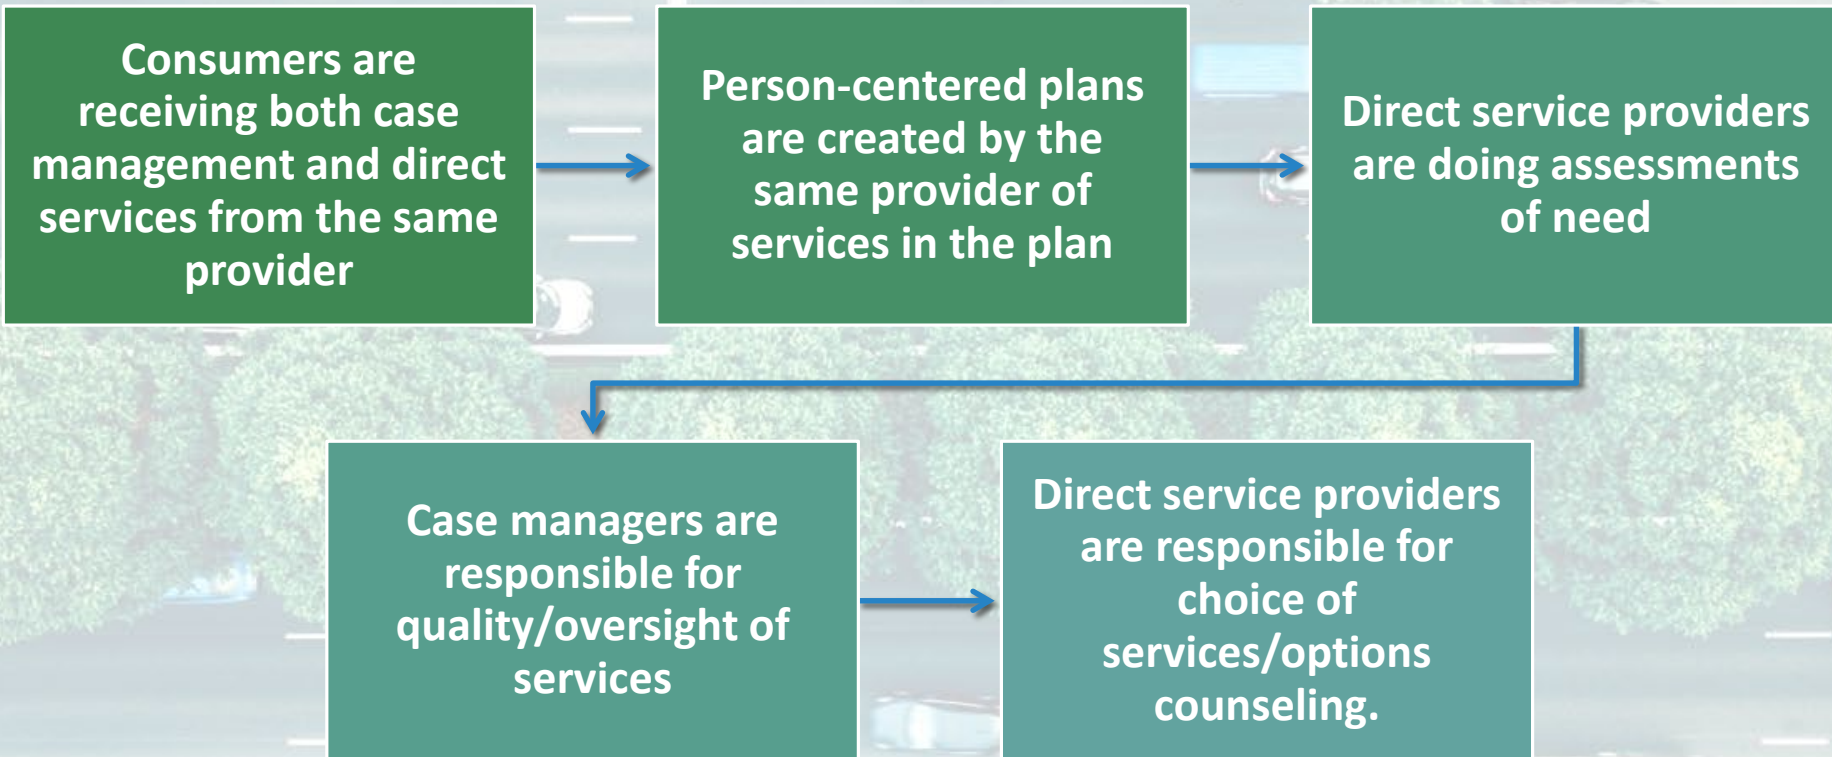 Consumers are
receiving both case
management and direct
services from the same
provider
Person-centered plans
are created by the
same provider of
services in the plan
Direct service providers
are doing assessments
of need
Case managers are
responsible for
quality/oversight of
services
Direct service providers
are responsible for
choice of
services/options
counseling.